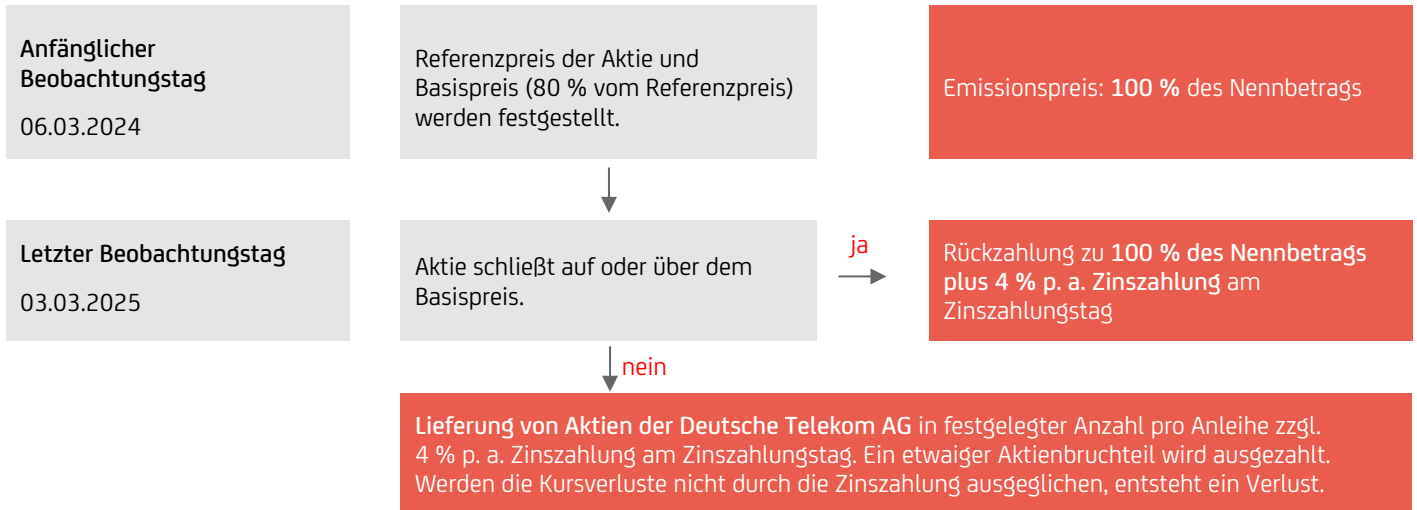 Anfänglicher
Beobachtungstag
06.03.2024
Referenzpreis der Aktie und
Basispreis (80 % vom Referenzpreis)
werden festgestellt.
Emissionspreis: 100 % des Nennbetrags
Letzter Beobachtungstag
03.03.2025
Aktie schließt auf oder über dem
Basispreis.
ja
Rückzahlung zu 100 % des Nennbetrags
plus 4 % p. a. Zinszahlung am
Zinszahlungstag
nein
Lieferung von Aktien der Deutsche Telekom AG in festgelegter Anzahl pro Anleihe zzgl.
4 % p. a. Zinszahlung am Zinszahlungstag. Ein etwaiger Aktienbruchteil wird ausgezahlt.
Werden die Kursverluste nicht durch die Zinszahlung ausgeglichen, entsteht ein Verlust.